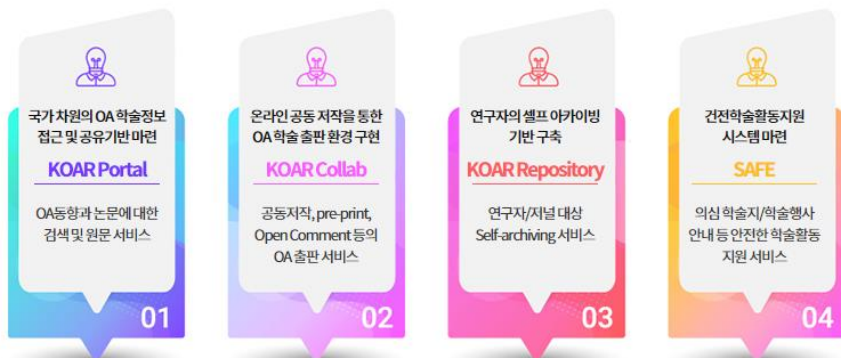 국가 차원의 OA 학술정보
접근 및 공유기반 마련
KOAR Portal
OA동향과 논문에 대한
검색 및 원문 서비스
01
온라인 공동 저작을 통한
OA 학술 출판 환경 구현
KOAR Collab
공동저작, pre-print,
Open Comment 등의
OA 출판 서비스
02
연구자의 셀프 아카이빙
기반 구축
KOAR Repository
연구자/저널 대상
Self-archiving 서비스
03
건전학술활동지원
시스템 마련
SAFE
의심 학술지/학술행사
안내 등 안전한 학술활동
지원 서비스
04